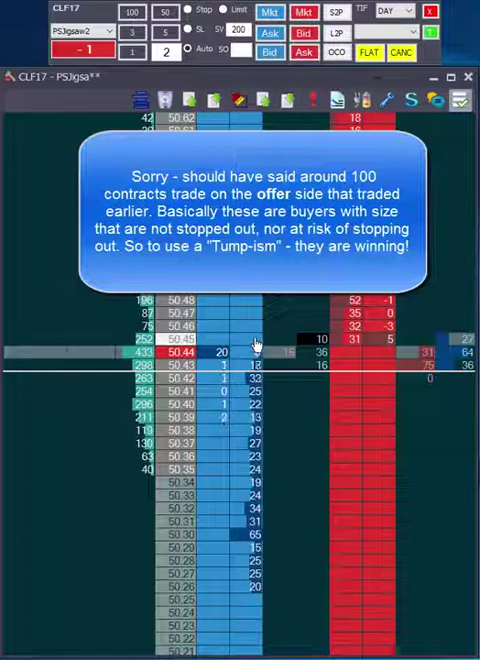 CLF17
100 50
Stop Limit
Mkt Mkt S2P
TIF DAY
X
PSJigsaw2
3 5
SL SV 200
Ask Bid L2P
T
- 1
1 2
Auto SO
Bid Ask OCO FLAT CANC
CLF17 - PSJigsa**
S
42 50.62 18
Sorry - should have said around 100
contracts trade on the offer side that traded
earlier. Basically these are buyers with size
that are not stopped out, nor at risk of stopping
out. So to use a "Tump-ism" - they are winning!
196 50.48 52 -1
87 50.47 35 0
75 50.46 32 -3
252 50.45 10 31 5 27
433 50.44 20 16 36 31 64
298 50.43 1 18 16 75 36
263 50.42 1 32 0
254 50.41 0 25
296 50.40 1 22
211 50.39 -2 13
119 50.38 19
130 50.37 27
63 50.36 23
40 50.35 24
50.34 19
50.33 24
50.32 34
50.31 31
50.30 65
50.29 15
50.28 25
50.27 25
50.26 20
50.25
50.24
50.23
50.22
50.21